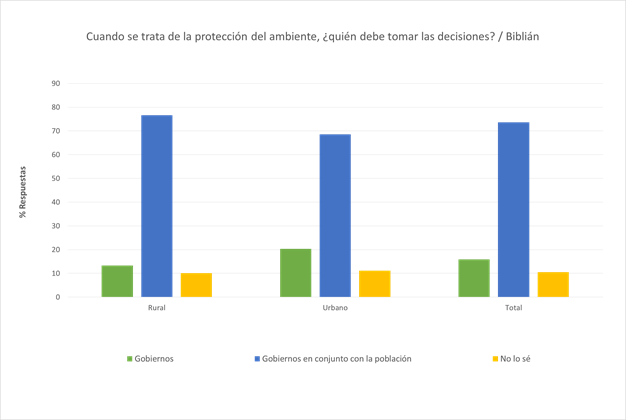 Cuando se trata de la protección del ambiente, ¿quién debe tomar las decisiones? / Biblián
90
80
70
60
50
40
30
20
10
0
% Respuestas
Rural
Urbano
Total
Gobiernos
Gobiernos en conjunto con la población
No lo sé